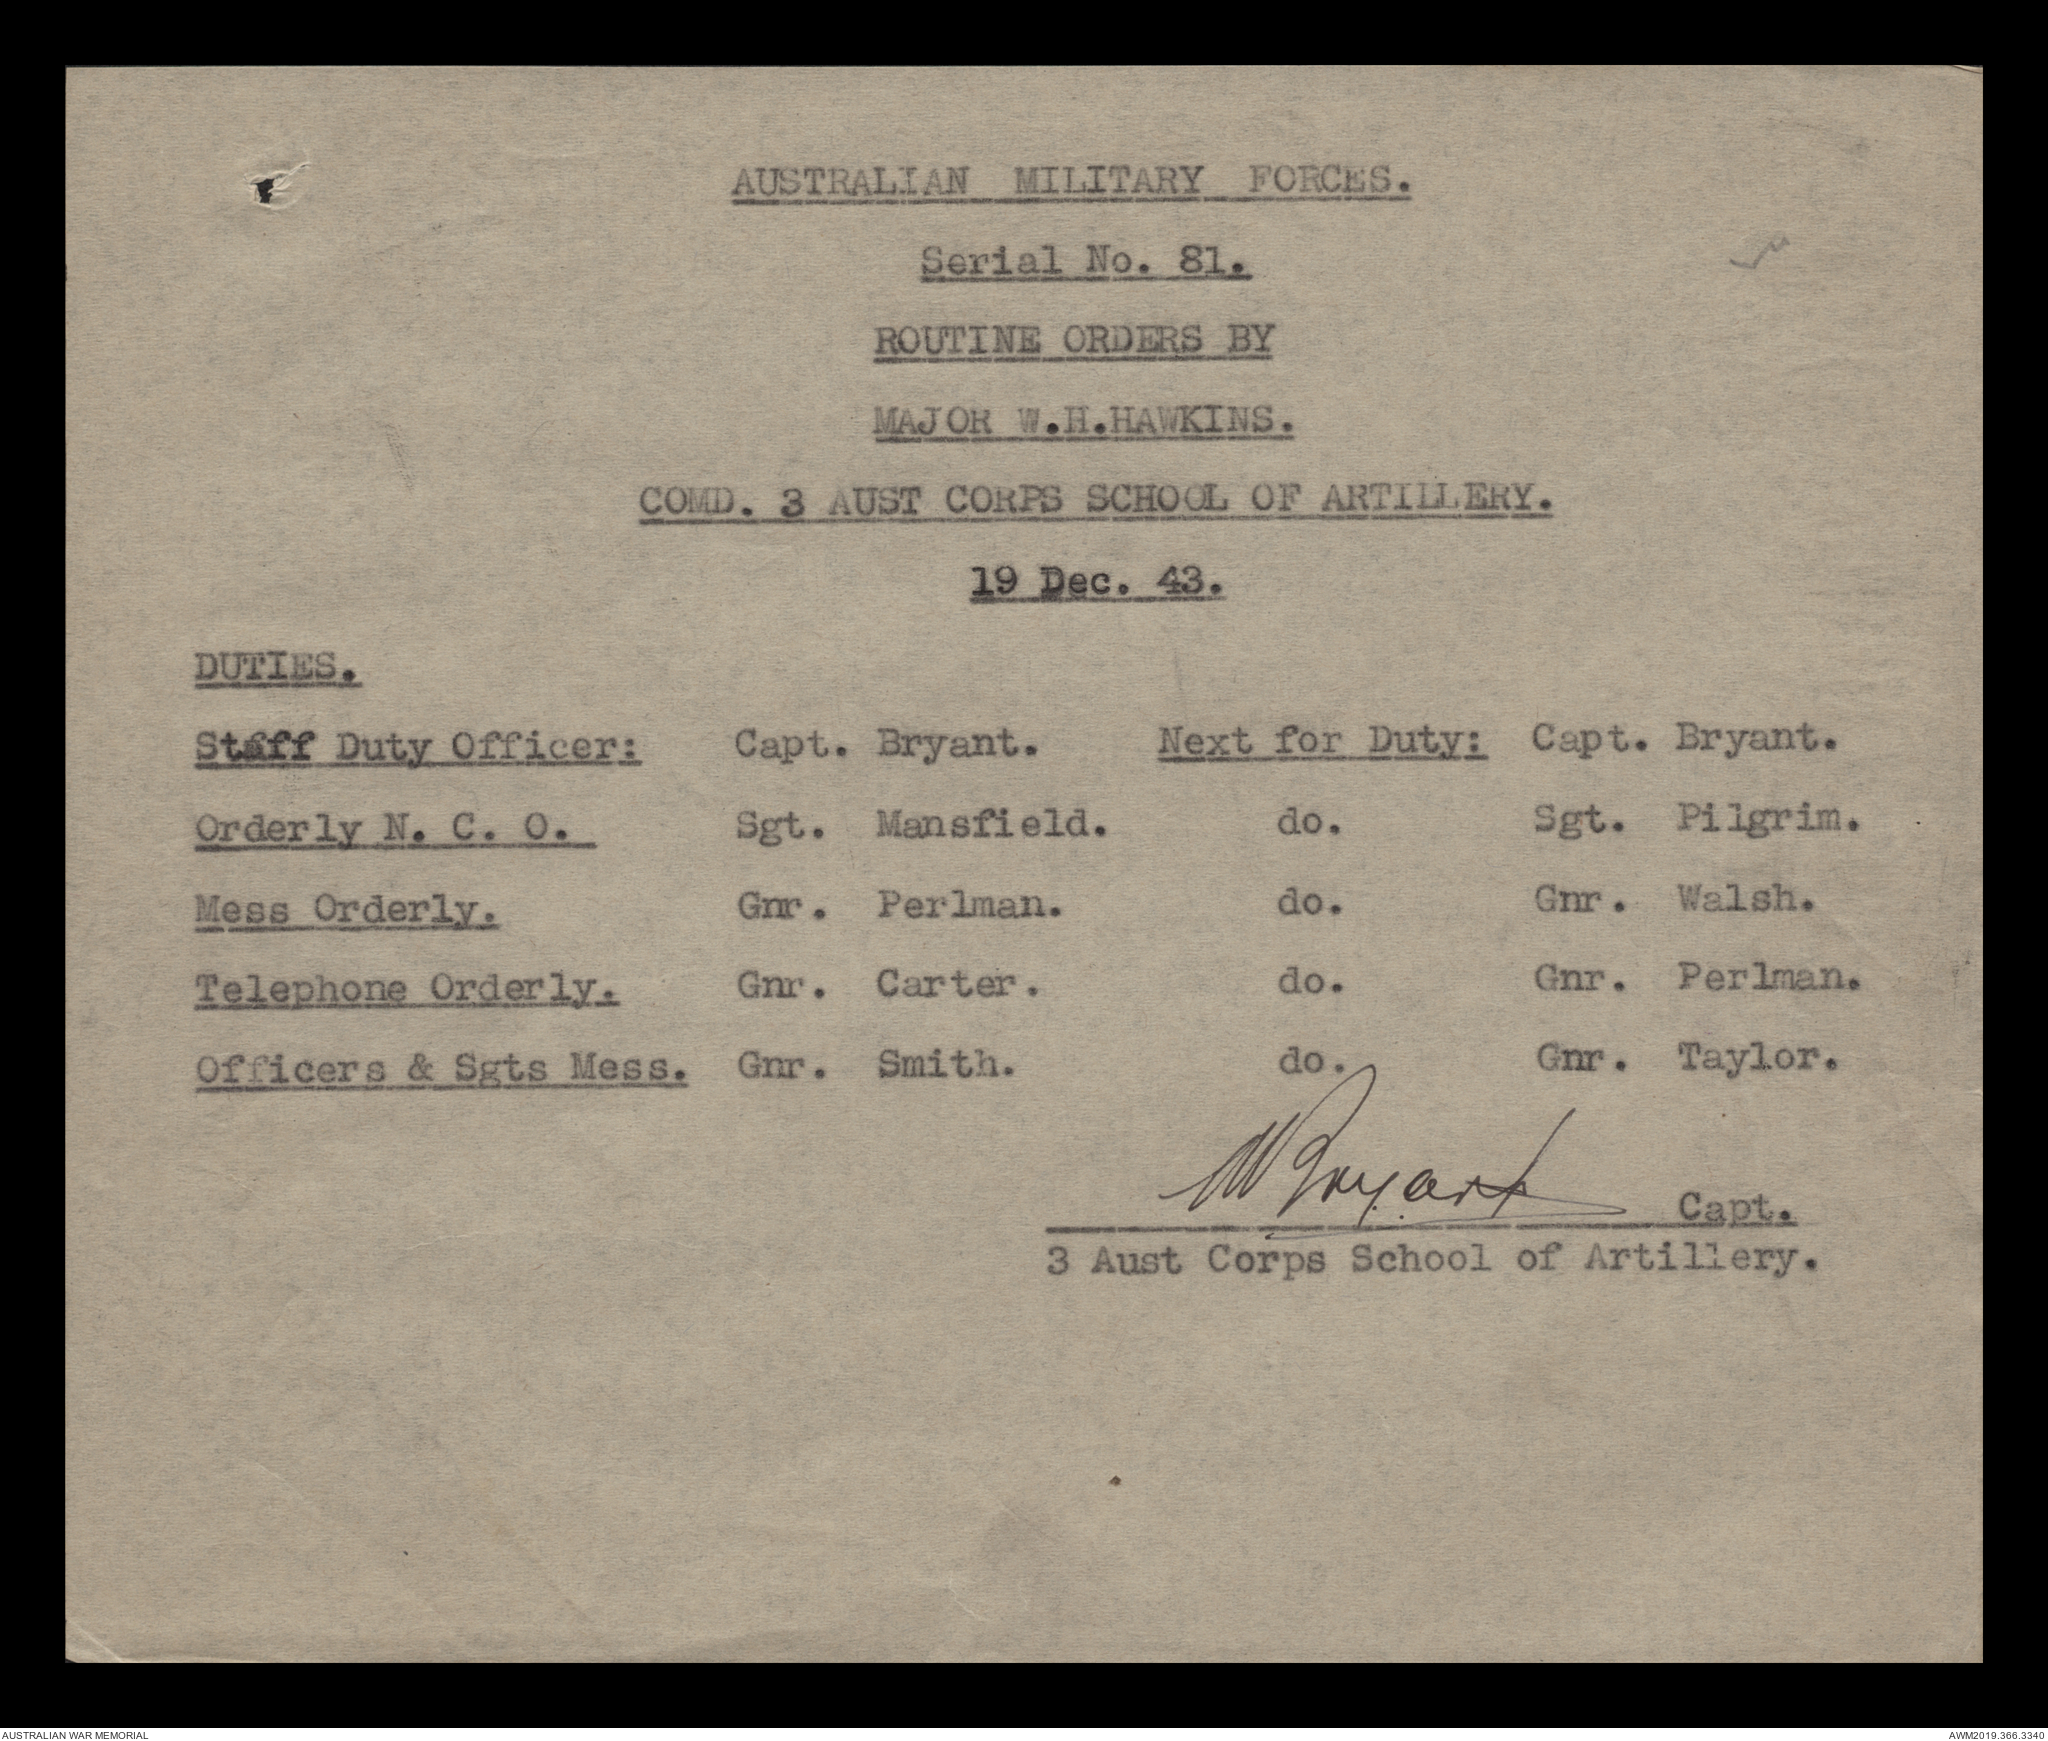 AUSTRALIAN MILITARY FORCES.
Serial No. 81.
ROUTINE ORDERS BY
MAJOR W.H.HAWKINS.
COMD. 3 AUST CORPS SCHOOL OF ARTILLERY.
19 Dec. 43.
DUTIES.
Staff Duty Officer: Capt. Bryant. Next for Duty: Capt. Bryant.
Orderly N. C. O. Sgt. Mansfield. do. Sgt. Pilgrim.
Mess Orderly. Gnr. Perlman. do. Gnr. Walsh.
Telephone Orderly. Gnr. Carter. do. Gnr. Perlman.
Officers & Sgts Mess. Gnr. Smith. do. Gnr. Taylor.
Bryant Capt.
3 Aust Corps School of Artillery.
AUSTRALIAN WAR MEMORIAL AWM2019.366.3340